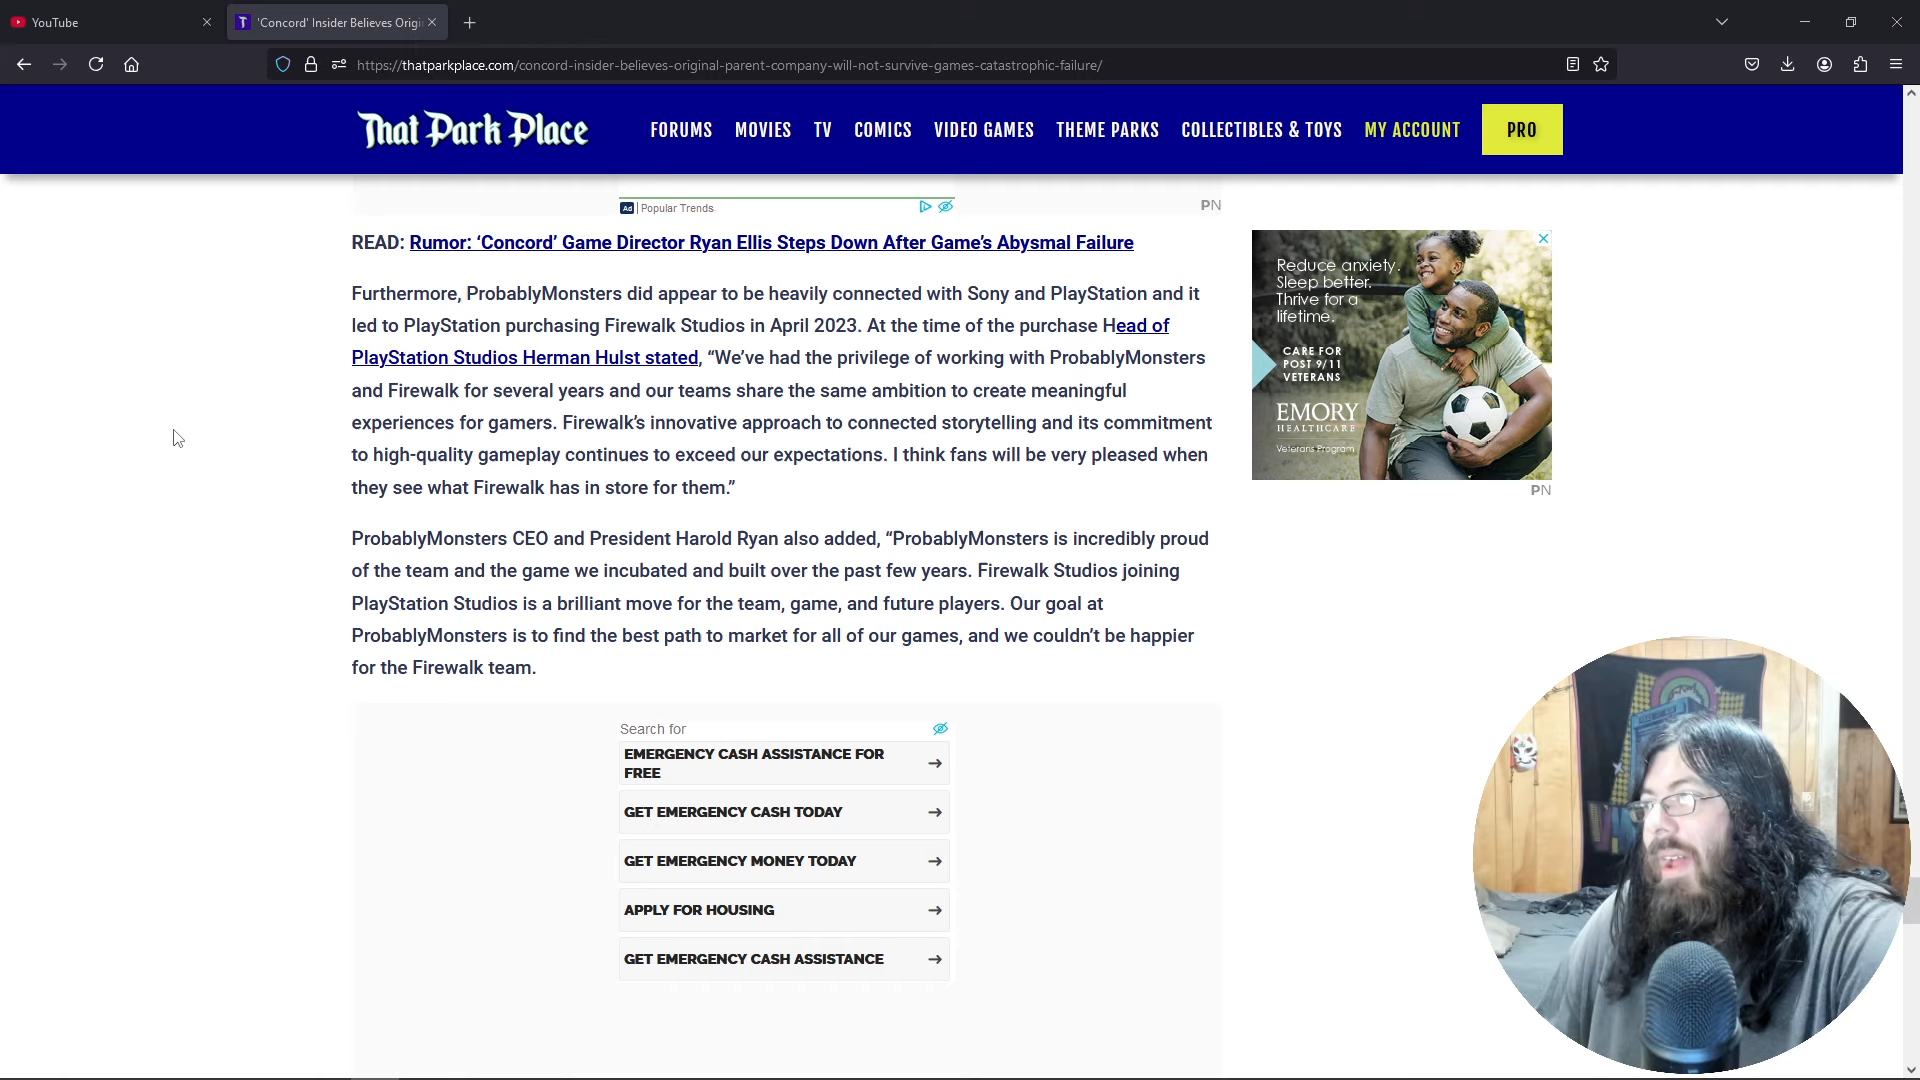 YouTube
'Concord' Insider Believes Origi
https://thatparkplace.com/concord-insider-believes-original-parent-company-will-not-survive-games-catastrophic-failure/
That Park Place
FORUMS MOVIES TV COMICS VIDEO GAMES THEME PARKS COLLECTIBLES & TOYS MY ACCOUNT PRO
Ad Popular Trends
PN
READ: Rumor: ‘Concord’ Game Director Ryan Ellis Steps Down After Game’s Abysmal Failure
Furthermore, ProbablyMonsters did appear to be heavily connected with Sony and PlayStation and it
led to PlayStation purchasing Firewalk Studios in April 2023. At the time of the purchase Head of
PlayStation Studios Herman Hulst stated, “We’ve had the privilege of working with ProbablyMonsters
and Firewalk for several years and our teams share the same ambition to create meaningful
experiences for gamers. Firewalk’s innovative approach to connected storytelling and its commitment
to high-quality gameplay continues to exceed our expectations. I think fans will be very pleased when
they see what Firewalk has in store for them.”
ProbablyMonsters CEO and President Harold Ryan also added, “ProbablyMonsters is incredibly proud
of the team and the game we incubated and built over the past few years. Firewalk Studios joining
PlayStation Studios is a brilliant move for the team, game, and future players. Our goal at
ProbablyMonsters is to find the best path to market for all of our games, and we couldn’t be happier
for the Firewalk team.
Search for
EMERGENCY CASH ASSISTANCE FOR
FREE
GET EMERGENCY CASH TODAY
GET EMERGENCY MONEY TODAY
APPLY FOR HOUSING
GET EMERGENCY CASH ASSISTANCE
Reduce anxiety.
Sleep better.
Thrive for a
lifetime.
CARE FOR
POST 9/11
VETERANS
EMORY
HEALTHCARE
Veterans Program
PN